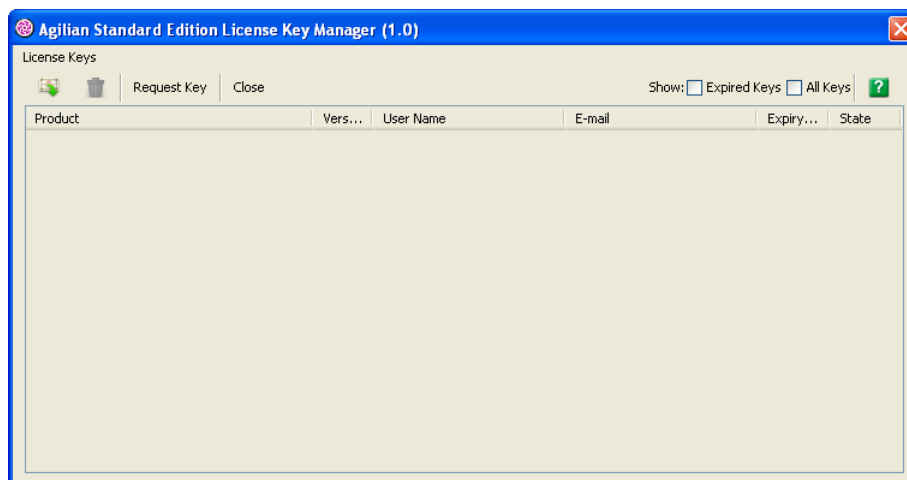 Agilian Standard Edition License Key Manager (1.0)
License Keys
Request Key Close Show: Expired Keys All Keys ?
Product Vers... User Name E-mail Expiry... State